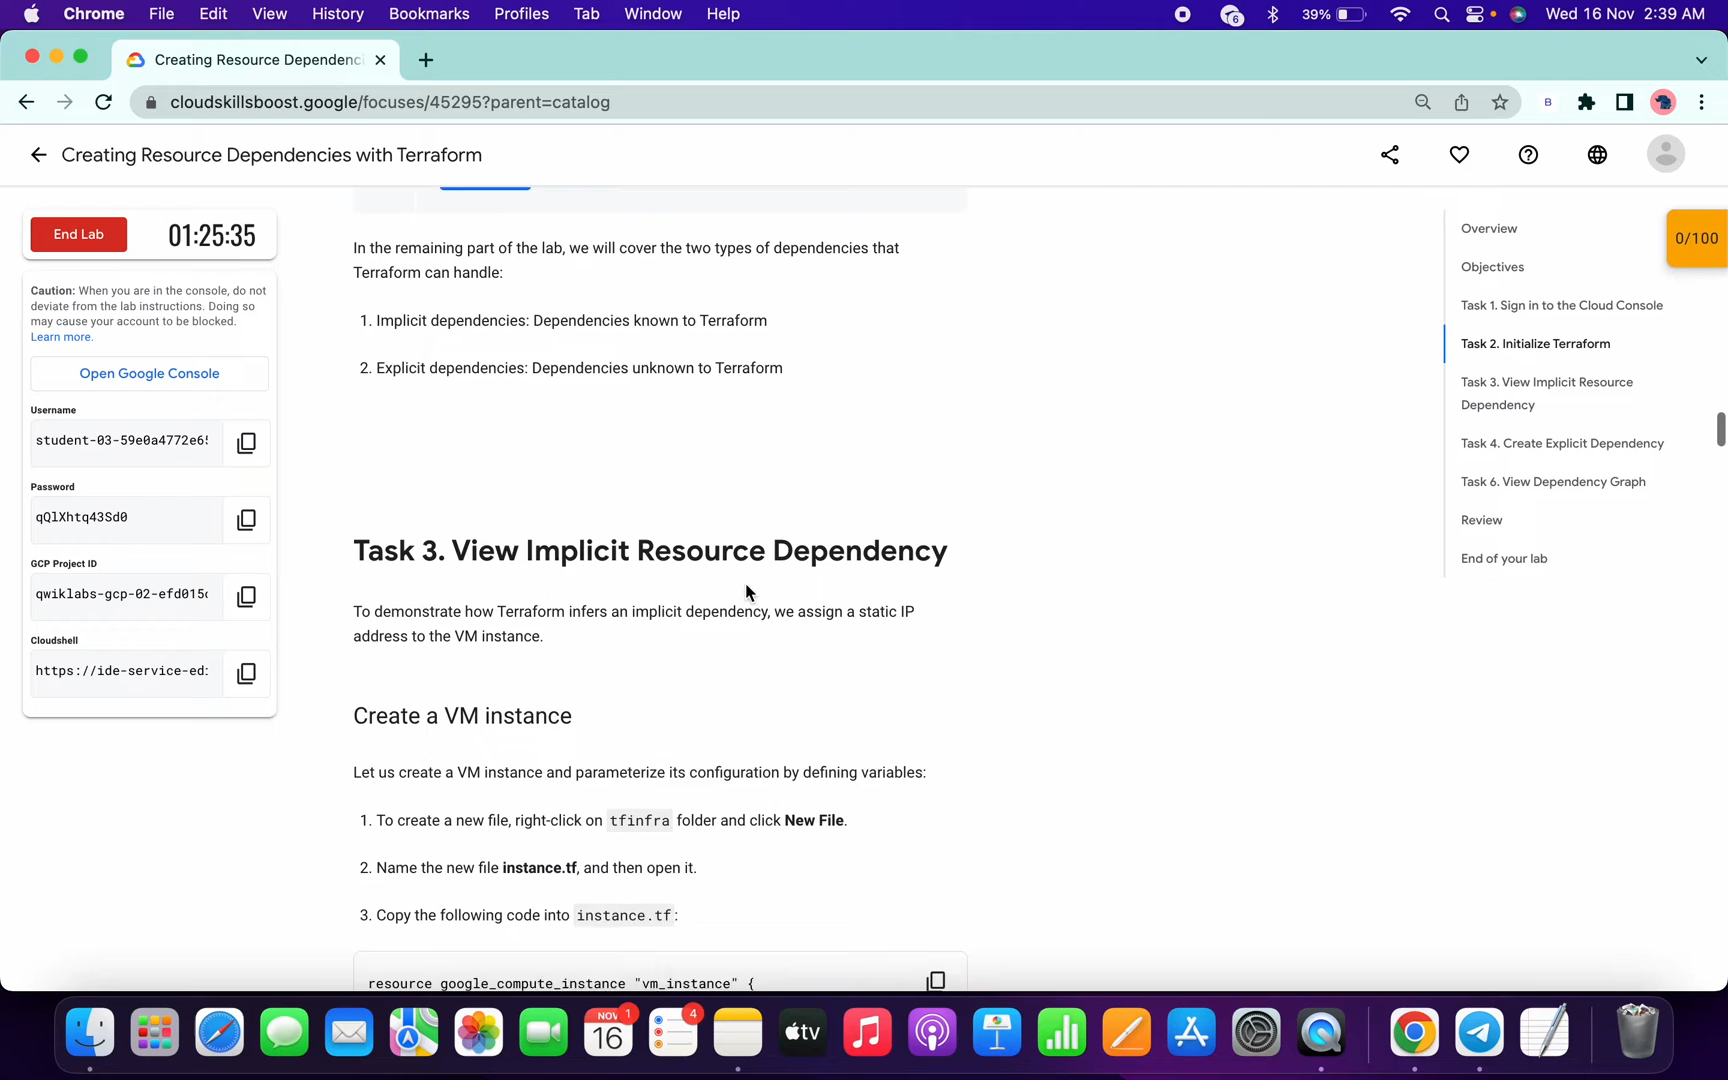 Chrome File Edit View History Bookmarks Profiles Tab Window Help 6 39% Wed 16 Nov 2:39 AM
Creating Resource Dependenc
cloudskillsboost.google/focuses/45295?parent=catalog B
Creating Resource Dependencies with Terraform
End Lab 01:25:35
Caution: When you are in the console, do not
deviate from the lab instructions. Doing so
may cause your account to be blocked.
Learn more.
Open Google Console
Username
student-03-59e0a4772e6
Password
qQlXhtq43Sd0
GCP Project ID
qwiklabs-gcp-02-efd015
Cloudshell
https://ide-service-ed
In the remaining part of the lab, we will cover the two types of dependencies that
Terraform can handle:
1. Implicit dependencies: Dependencies known to Terraform
2. Explicit dependencies: Dependencies unknown to Terraform
Task 3. View Implicit Resource Dependency
To demonstrate how Terraform infers an implicit dependency, we assign a static IP
address to the VM instance.
Create a VM instance
Let us create a VM instance and parameterize its configuration by defining variables:
1. To create a new file, right-click on tfinfra folder and click New File.
2. Name the new file instance.tf, and then open it.
3. Copy the following code into instance.tf:
resource google_compute_instance "vm_instance" {
Overview
Objectives
Task 1. Sign in to the Cloud Console
Task 2. Initialize Terraform
Task 3. View Implicit Resource
Dependency
Task 4. Create Explicit Dependency
Task 6. View Dependency Graph
Review
End of your lab
0/100
NOV 1
16
4
tv